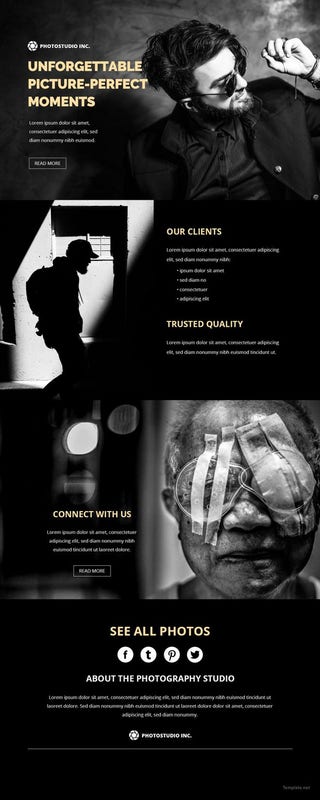 PHOTOSTUDIO INC.
UNFORGETTABLE
PICTURE-PERFECT
MOMENTS
Lorem ipsum dolor sit amet,
consectetuer adipiscing elit, sed
diam nonummy nibh euismod.
READ MORE
OUR CLIENTS
Lorem ipsum dolor sit amet, consectetuer adipiscing
elit, sed diam nonummy nibh:
• ipsum dolor sit amet
• sed diam no
• consectetuer
• adipiscing elit
TRUSTED QUALITY
Lorem ipsum dolor sit amet, consectetuer adipiscing
elit, sed diam nonummy nibh euismod tincidunt ut.
CONNECT WITH US
Lorem ipsum dolor sit amet, consectetuer
adipiscing elit, sed diam nonummy nibh
euismod tincidunt ut laoreet dolore.
READ MORE
SEE ALL PHOTOS
ABOUT THE PHOTOGRAPHY STUDIO
Lorem ipsum dolor sit amet, consectetuer adipiscing elit, sed diam nonummy nibh euismod tincidunt ut
laoreet dolore. Lorem ipsum dolor sit amet, consectetuer adipiscing elit, sed diam nonummy nibh euismod tincidunt ut laoreet dolore
adipiscing elit, sed diam nonummy.
PHOTOSTUDIO INC.
Template.net